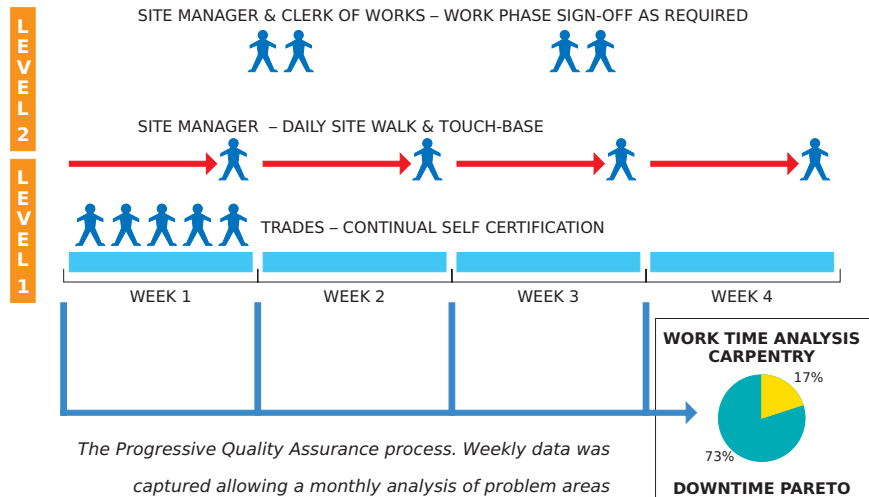 LEVEL 2
SITE MANAGER & CLERK OF WORKS – WORK PHASE SIGN-OFF AS REQUIRED
SITE MANAGER – DAILY SITE WALK & TOUCH-BASE
LEVEL 1
TRADES – CONTINUAL SELF CERTIFICATION
WEEK 1 WEEK 2 WEEK 3 WEEK 4
WORK TIME ANALYSIS
CARPENTRY
17%
73%
DOWNTIME PARETO
The Progressive Quality Assurance process. Weekly data was
captured allowing a monthly analysis of problem areas